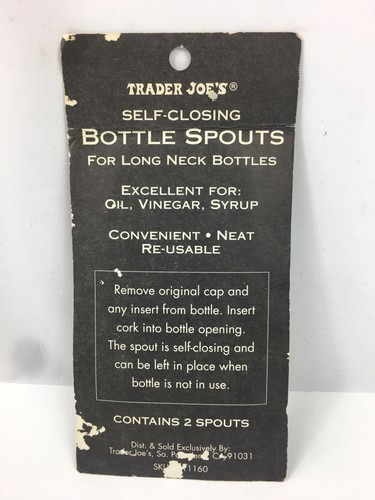 TRADER JOE'S®
SELF-CLOSING
BOTTLE SPOUTS
FOR LONG NECK BOTTLES
EXCELLENT FOR:
OIL, VINEGAR, SYRUP
CONVENIENT • NEAT
RE-USABLE
Remove original cap and
any insert from bottle. Insert
cork into bottle opening.
The spout is self-closing and
can be left in place when
bottle is not in use.
CONTAINS 2 SPOUTS
Dist. & Sold Exclusively By:
Trader Joe's, So. CA 91031
1160